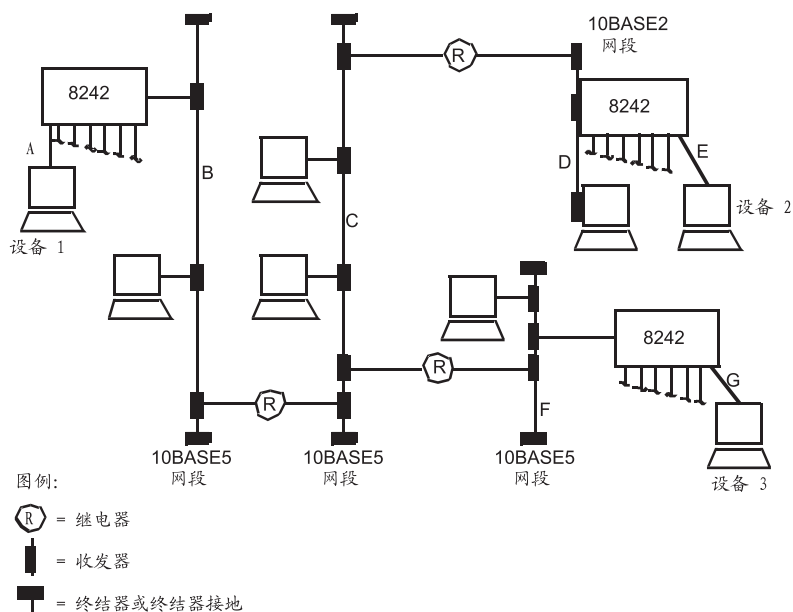 10BASE2
网段
8242
A
设备 1
B
C
R
8242
D
E
设备 2
8242
G
设备 3
F
R
R
10BASE5
网段
10BASE5
网段
10BASE5
网段
图例:
R = 继电器
= 收发器
= 终结器或终结器接地